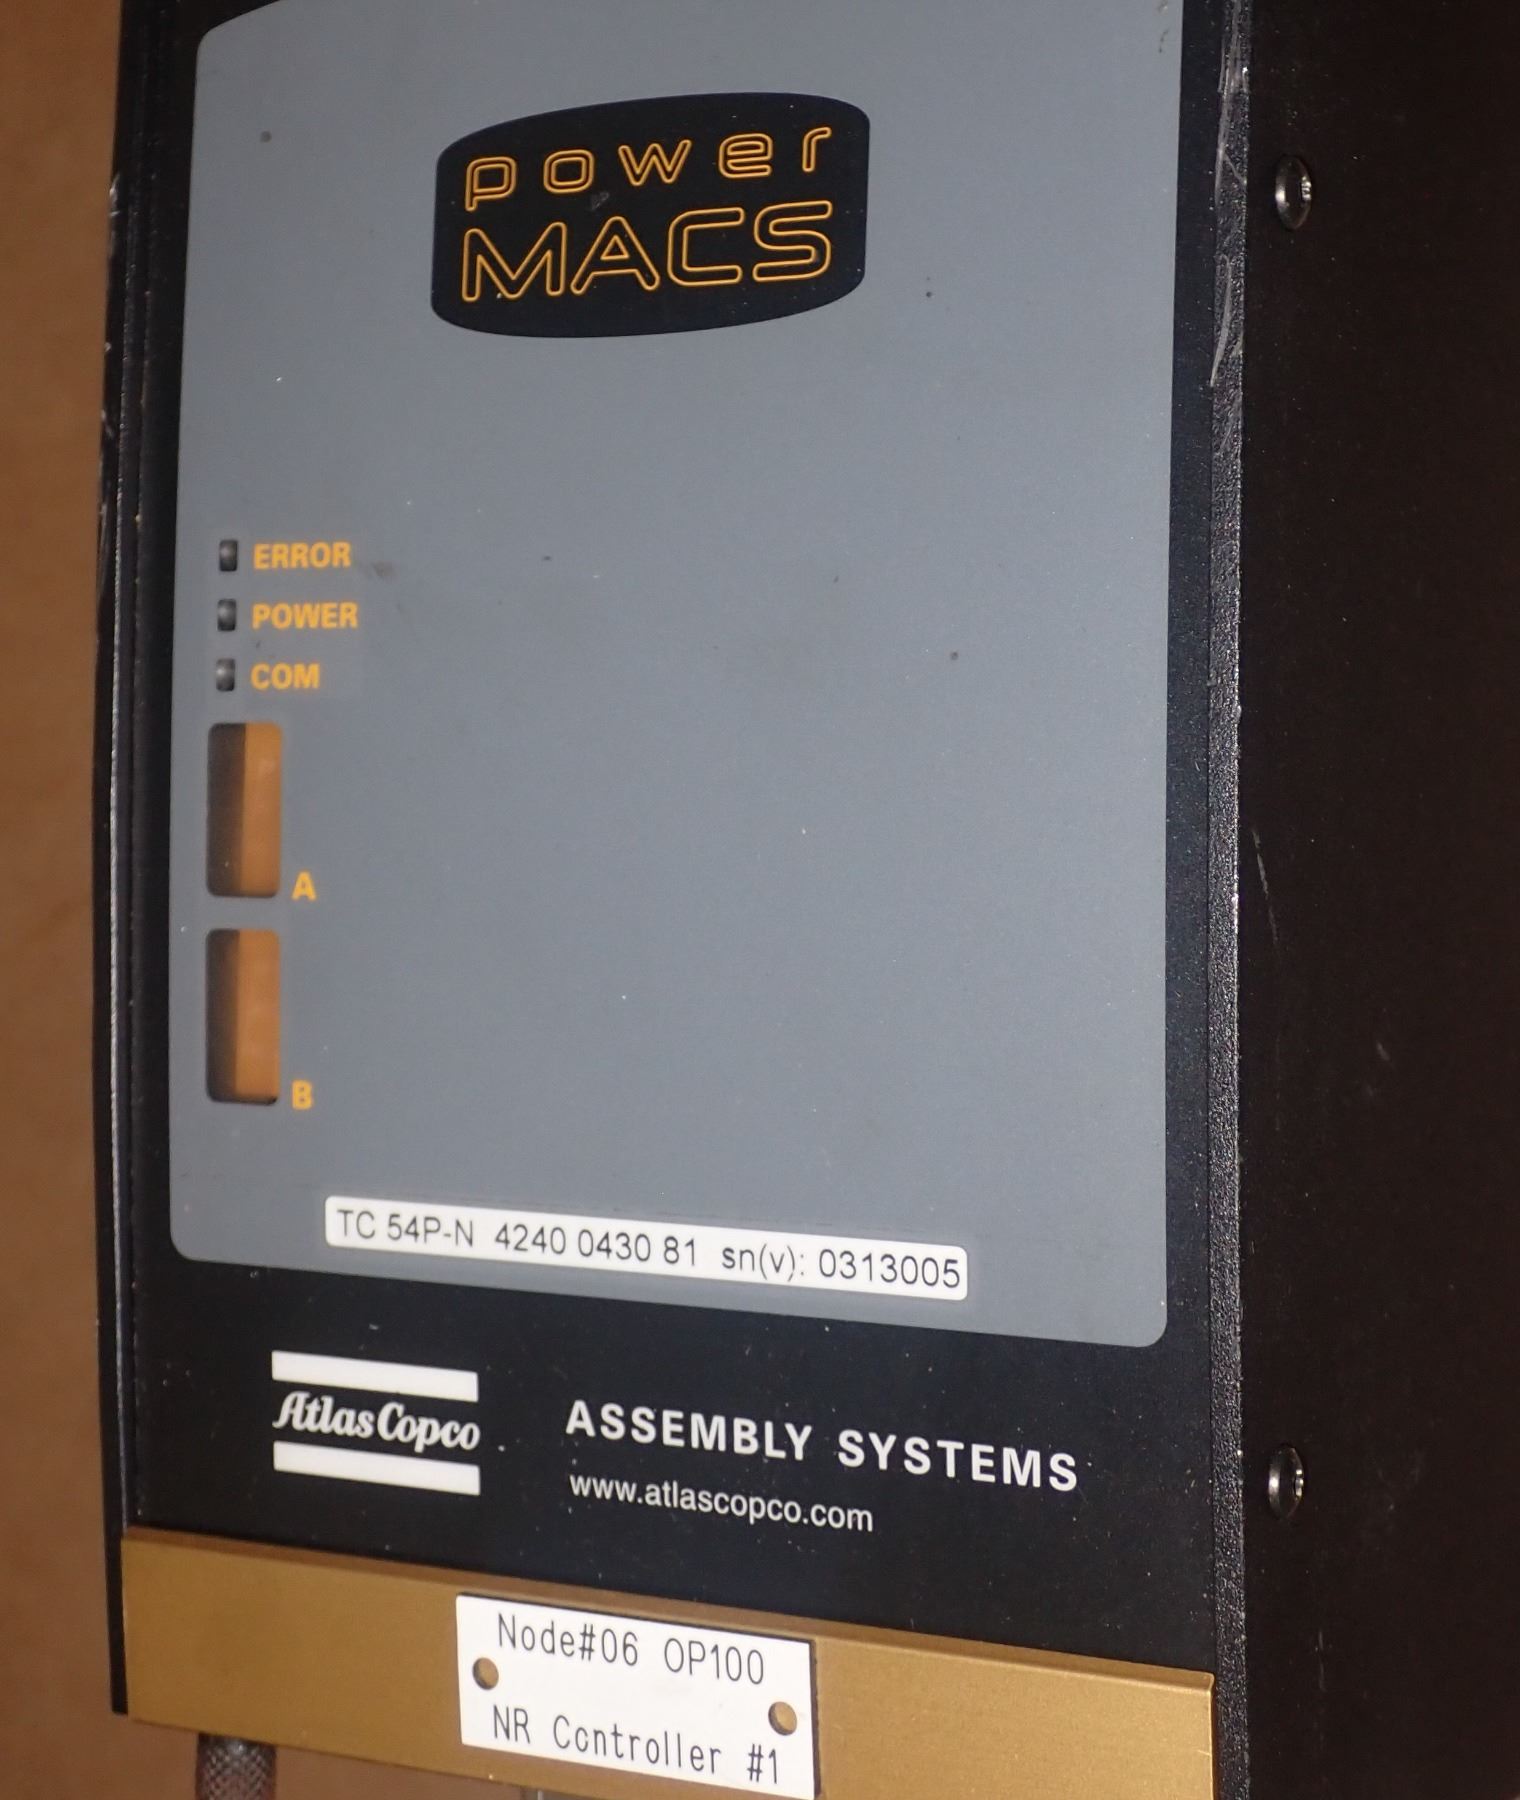 power
MACS
ERROR
POWER
COM
A
B
TC 54P-N 4240 0430 81 sn(v): 0313005
Atlas Copco
ASSEMBLY SYSTEMS
www.atlascopco.com
Node#06 OP100
NR Controller #1